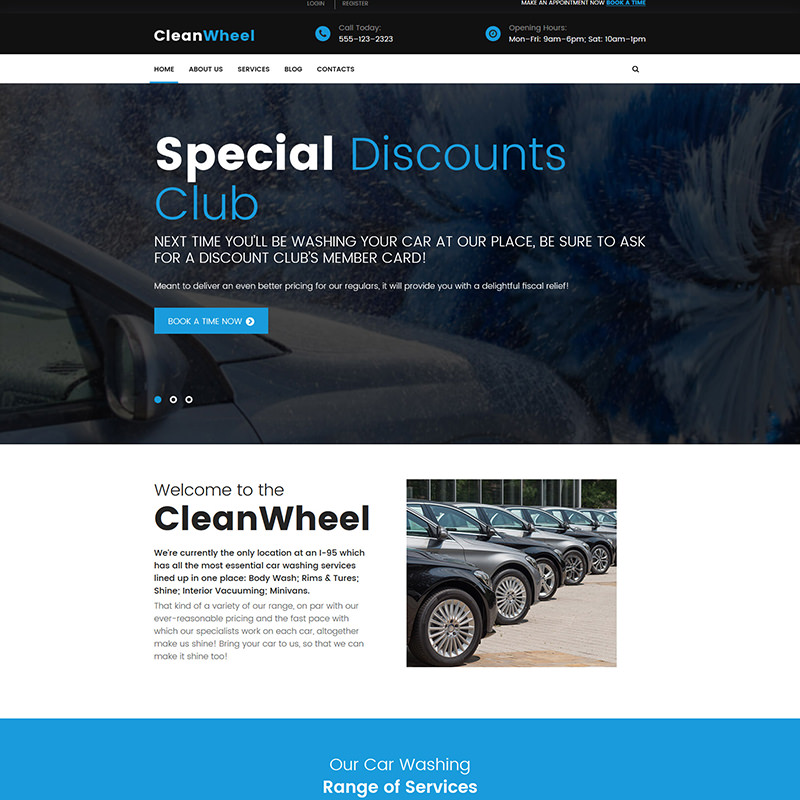 LOGIN REGISTER MAKE AN APPOINTMENT NOW BOOK A TIME
CleanWheel
Call Today:
555–123–2323
Opening Hours:
Mon–Fri: 9am–6pm; Sat: 10am–1pm
HOME ABOUT US SERVICES BLOG CONTACTS
Special Discounts
Club
NEXT TIME YOU'LL BE WASHING YOUR CAR AT OUR PLACE, BE SURE TO ASK
FOR A DISCOUNT CLUB'S MEMBER CARD!
Meant to deliver an even better pricing for our regulars, it will provide you with a delightful fiscal relief!
BOOK A TIME NOW
Welcome to the
CleanWheel
We're currently the only location at an I-95 which
has all the most essential car washing services
lined up in one place: Body Wash; Rims & Tures;
Shine; Interior Vacuuming; Minivans.
That kind of a variety of our range, on par with our
ever-reasonable pricing and the fast pace with
which our specialists work on each car, altogether
make us shine! Bring your car to us, so that we can
make it shine too!
Our Car Washing
Range of Services